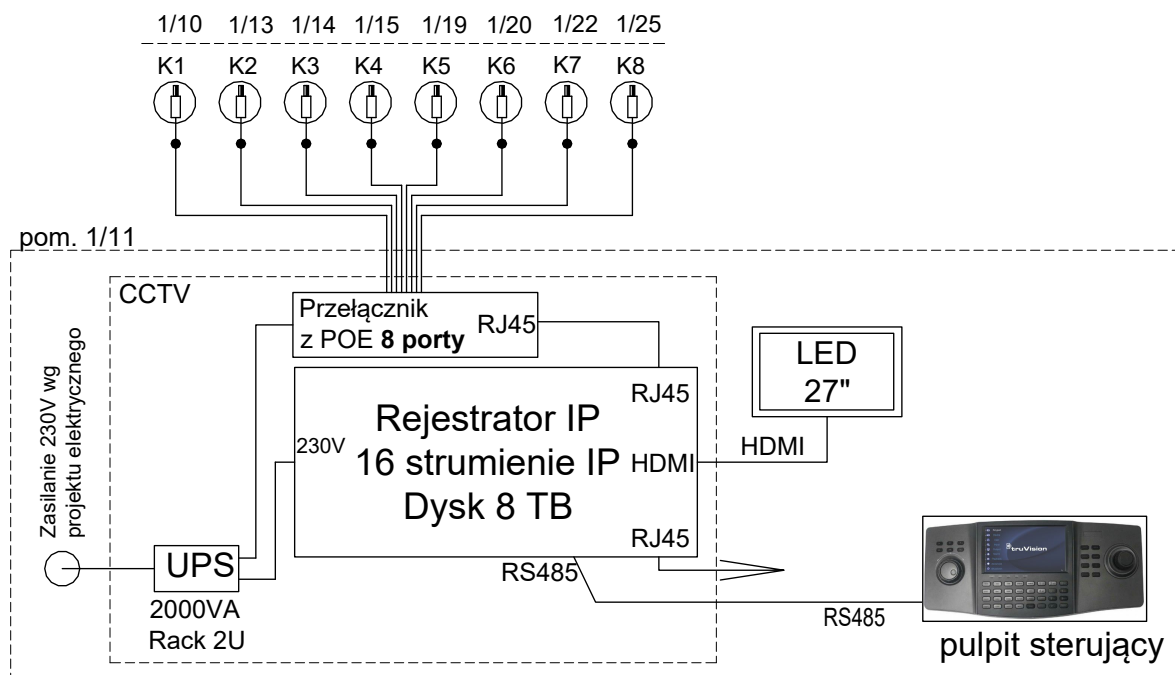 1/10 1/13 1/14 1/15 1/19 1/20 1/22 1/25
K1 K2 K3 K4 K5 K6 K7 K8
pom. 1/11
CCTV
Przełącznik
z POE 8 porty
RJ45
Zasilanie 230V wg
projektu elektrycznego
UPS
2000VA
Rack 2U
230V
Rejestrator IP
16 strumienie IP
Dysk 8 TB
RJ45
HDMI
RJ45
RS485
HDMI
LED
27"
RS485
truVision
pulpit sterujący